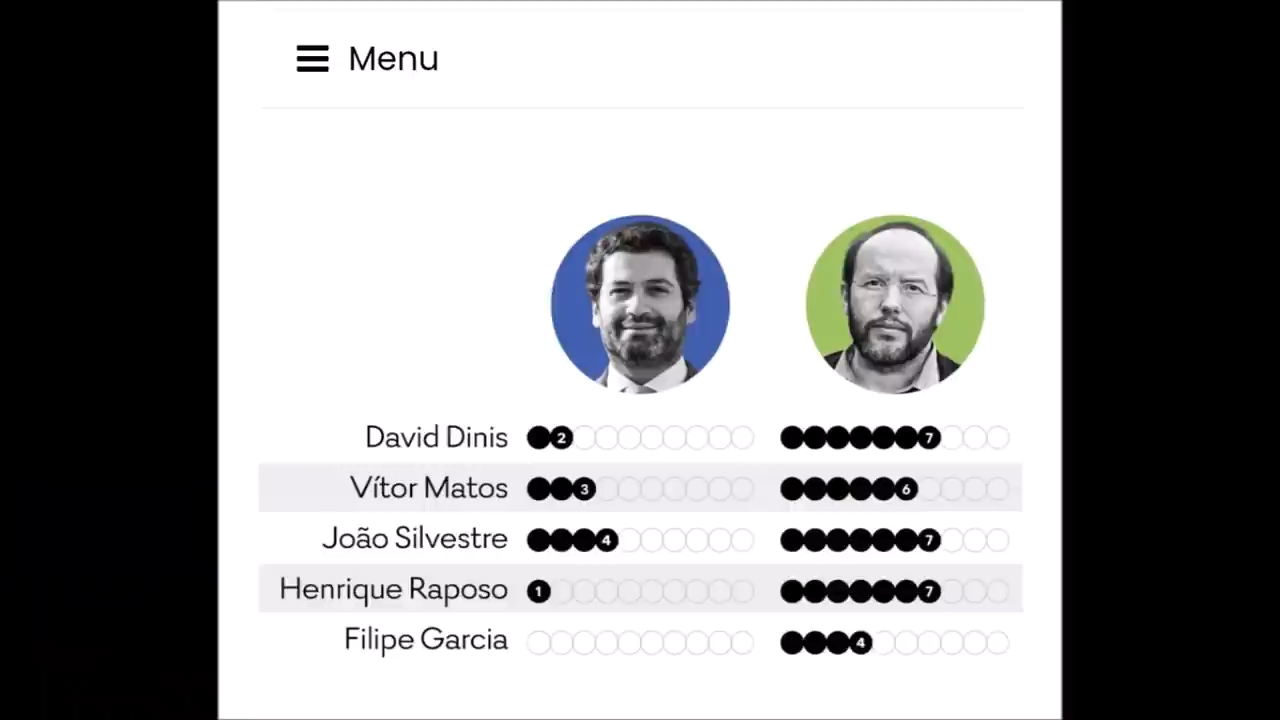 Menu
David Dinis 2 7
Vítor Matos 3 6
João Silvestre 4 7
Henrique Raposo 1 7
Filipe Garcia 4